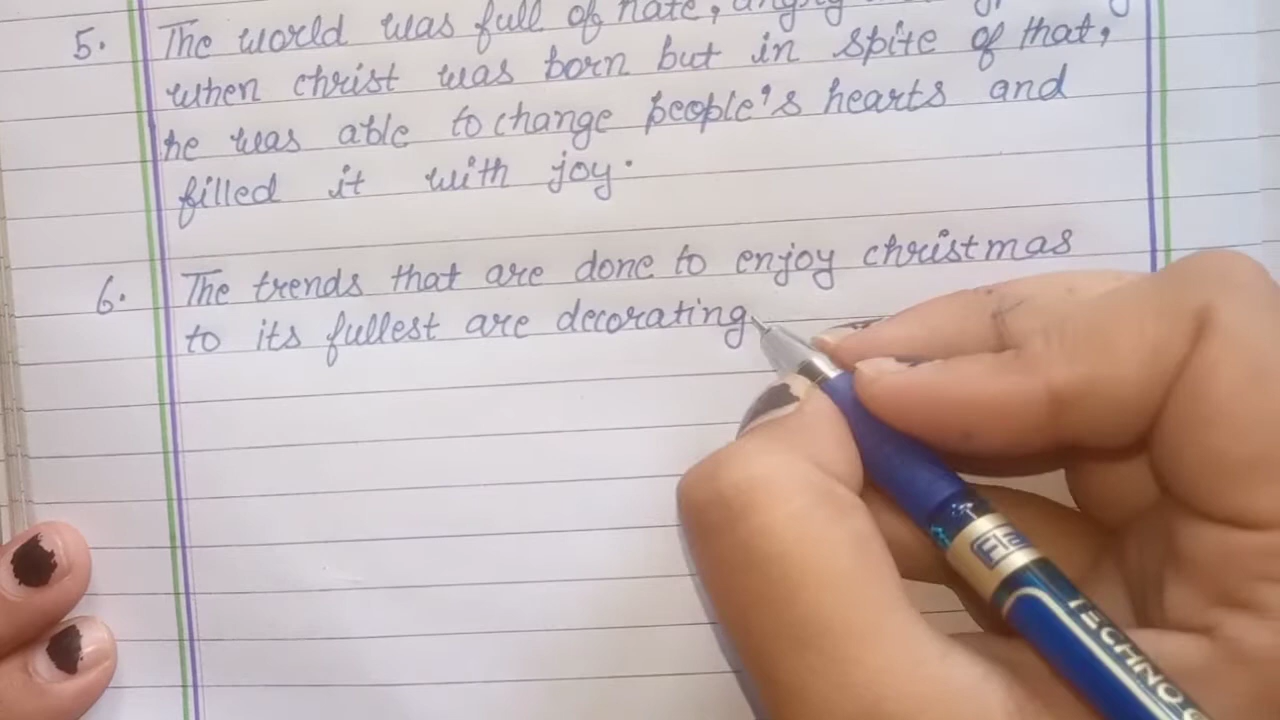 5. The world was full of hate,
when christ was born but in spite of that,
he was able to change people's hearts and
filled it with joy.
6. The trends that are done to enjoy christmas
to its fullest are decorating
TECHNO